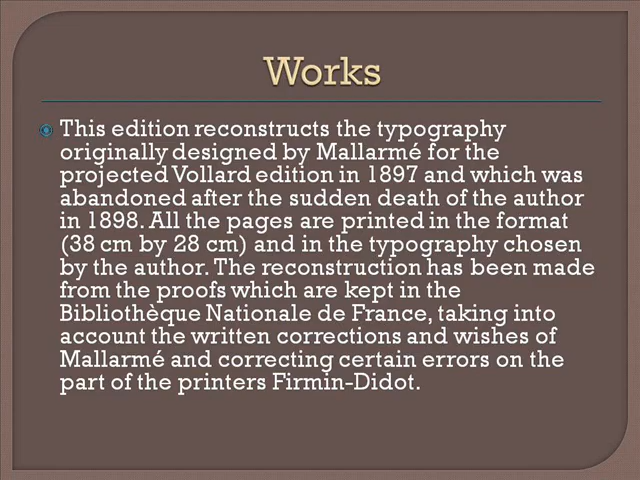 Works
This edition reconstructs the typography
originally designed by Mallarmé for the
projected Vollard edition in 1897 and which was
abandoned after the sudden death of the author
in 1898. All the pages are printed in the format
(38 cm by 28 cm) and in the typography chosen
by the author. The reconstruction has been made
from the proofs which are kept in the
Bibliothèque Nationale de France, taking into
account the written corrections and wishes of
Mallarmé and correcting certain errors on the
part of the printers Firmin-Didot.